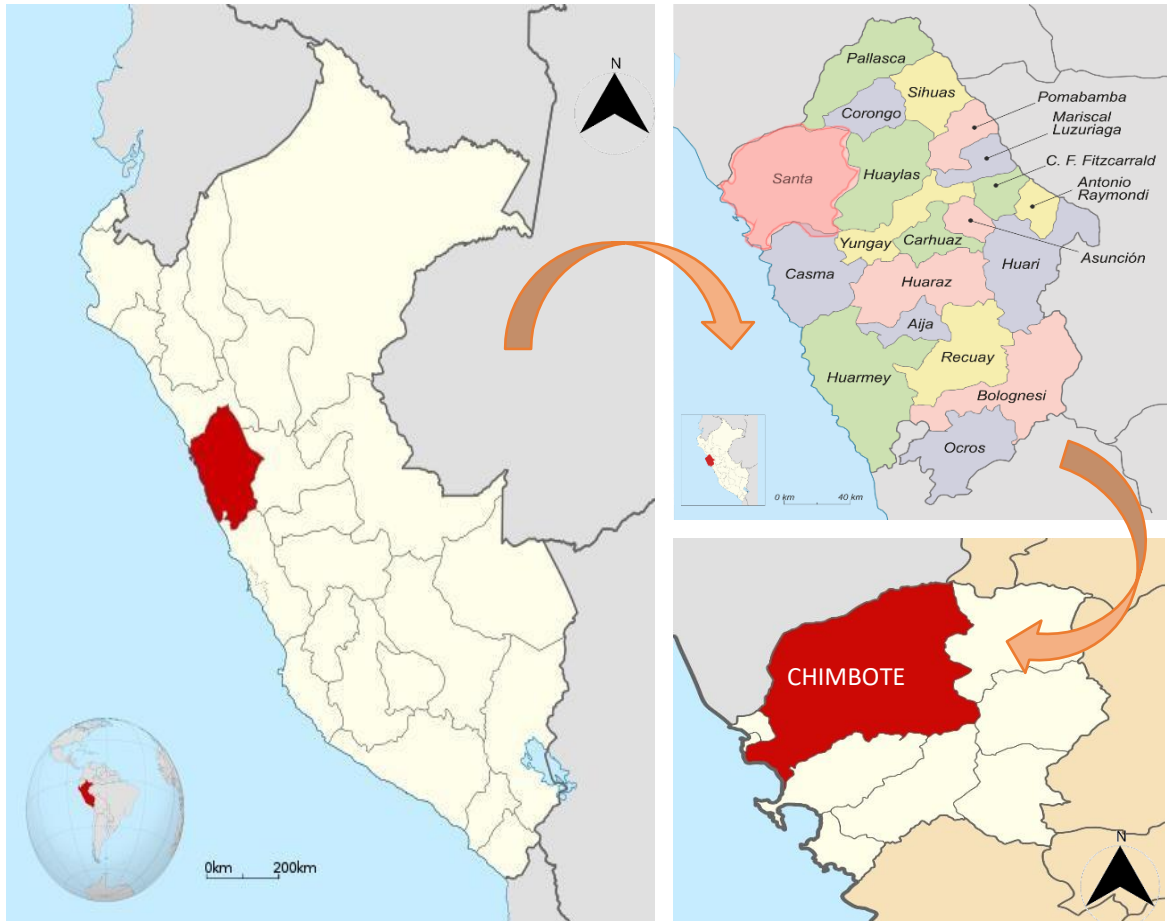 N
0km
200km
Pallasca
Sihuas
Corongo
Pomabamba
Mariscal
Luzuriaga
C. F. Fitzcarrald
Antonio
Raymondi
Santa
Huaylas
Yungay
Carhuaz
Asunción
Casma
Huaraz
Huari
Aija
Recuay
Huarmey
Bolognesi
Ocros
0 km
40 km
CHIMBOTE
N